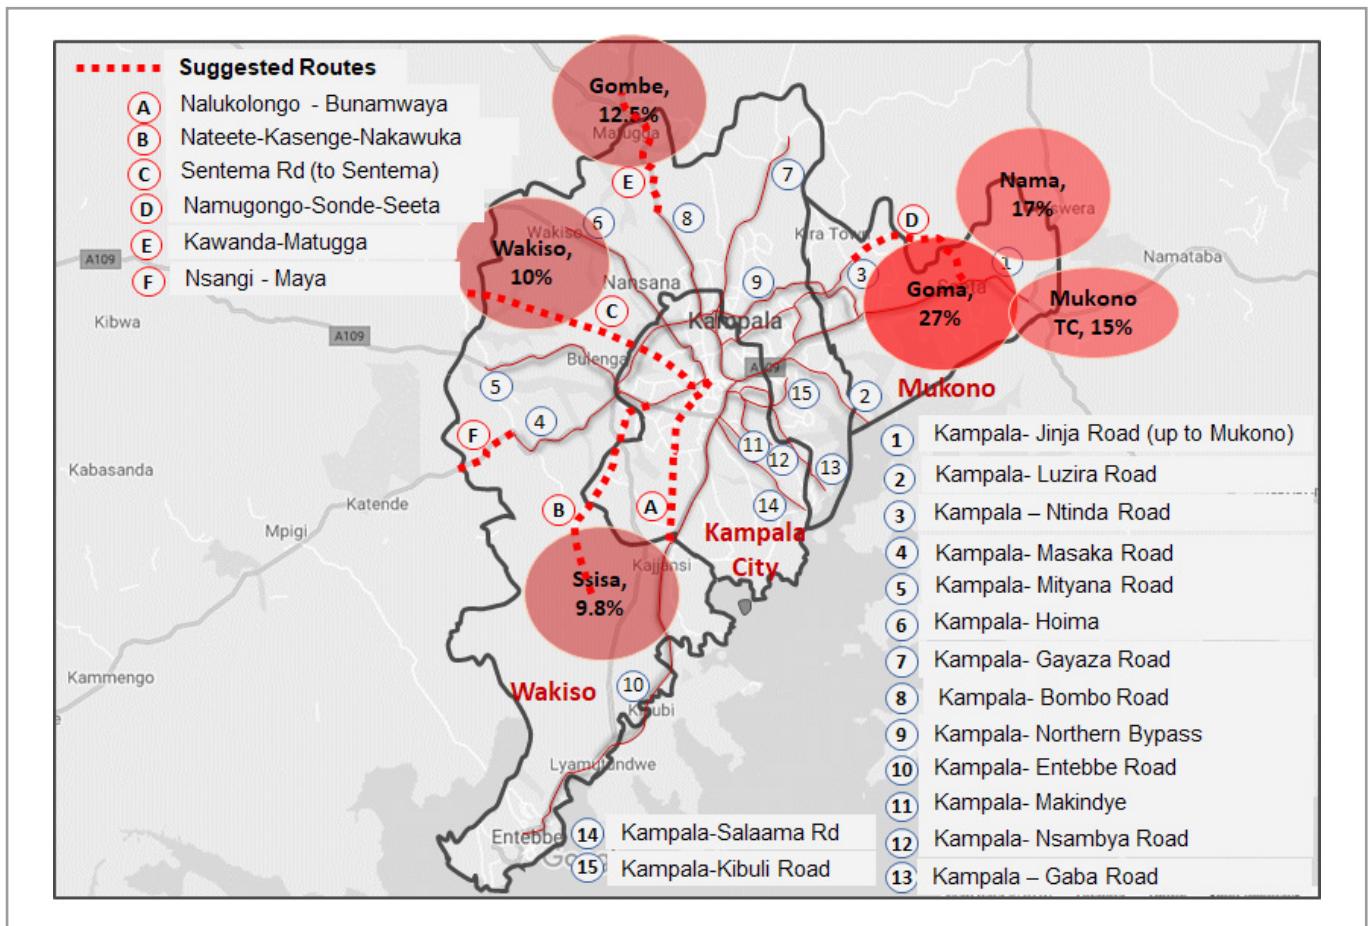 Suggested Routes
A Nalukolongo - Bunamwaya
B Nateete-Kasenge-Nakawuka
C Sentema Rd (to Sentema)
D Namugongo-Sonde-Seeta
E Kawanda-Matugga
F Nsangi - Maya
Gombe,
12.5%
Matugga
E
7
Nama,
17%
6
8
D
Wakiso
Kira Town
Wakiso,
10%
A109
1
Namataba
Nansana
9
3
Goma,
27%
Mukono
TC, 15%
Kibwa
C
Kampala
A109
Bulenga
A109
5
15
2
Mukono
4
F
11
12
13
Kabasanda
Katende
B
A
14
Mpigi
Kampala
City
Kajjansi
Ssisa,
9.8%
Kammengo
Wakiso
10
Lyamutundwe
Entebbe
1 Kampala- Jinja Road (up to Mukono)
2 Kampala- Luzira Road
3 Kampala – Ntinda Road
4 Kampala- Masaka Road
5 Kampala- Mityana Road
6 Kampala- Hoima
7 Kampala- Gayaza Road
8 Kampala- Bombo Road
9 Kampala- Northern Bypass
10 Kampala- Entebbe Road
11 Kampala- Makindye
12 Kampala- Nsambya Road
13 Kampala – Gaba Road
14 Kampala-Salaama Rd
15 Kampala-Kibuli Road